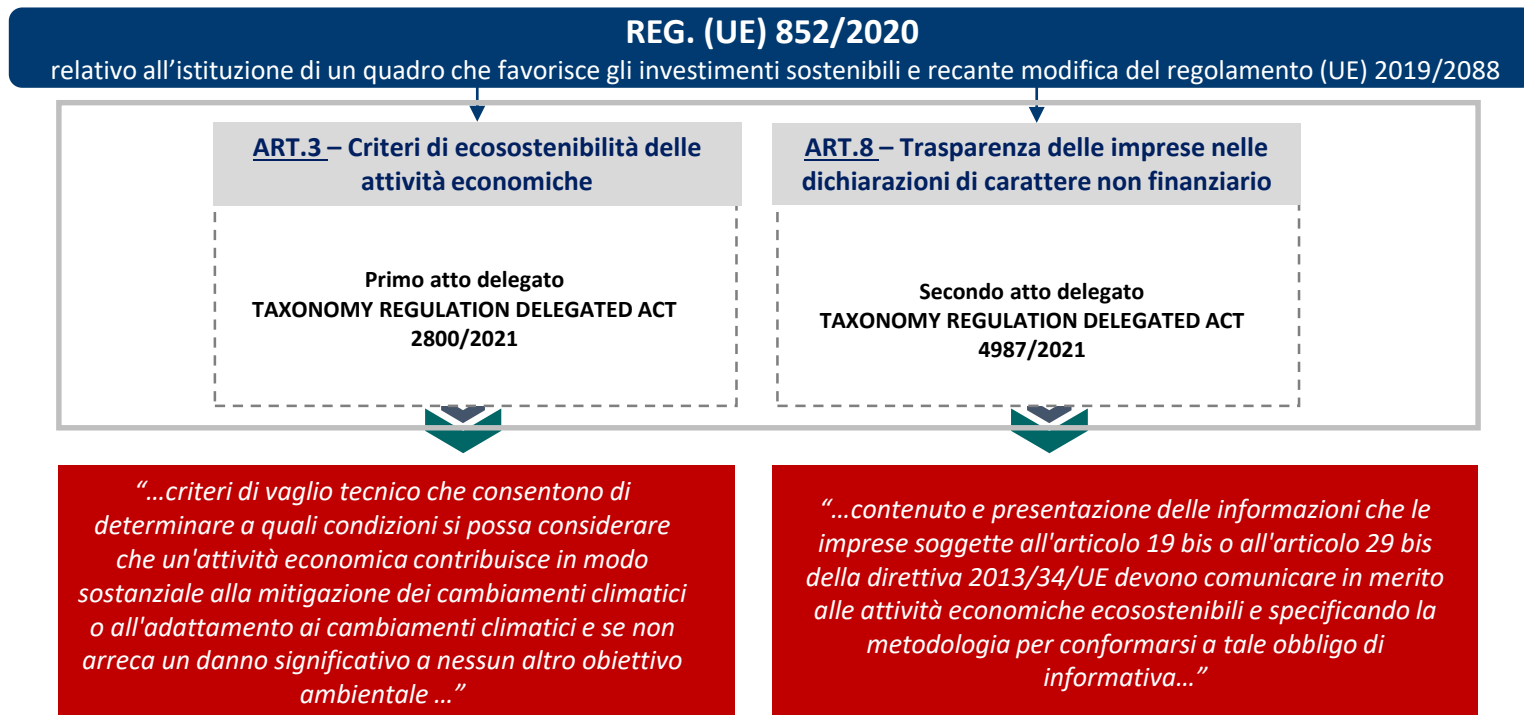 REG. (UE) 852/2020
relativo all'istituzione di un quadro che favorisce gli investimenti sostenibili e recante modifica del regolamento (UE) 2019/2088
ART.3 – Criteri di ecosostenibilità delle
attività economiche
Primo atto delegato
TAXONOMY REGULATION DELEGATED ACT
2800/2021
"…criteri di vaglio tecnico che consentono di
determinare a quali condizioni si possa considerare
che un'attività economica contribuisce in modo
sostanziale alla mitigazione dei cambiamenti climatici
o all'adattamento ai cambiamenti climatici e se non
arreca un danno significativo a nessun altro obiettivo
ambientale …"
ART.8 – Trasparenza delle imprese nelle
dichiarazioni di carattere non finanziario
Secondo atto delegato
TAXONOMY REGULATION DELEGATED ACT
4987/2021
"…contenuto e presentazione delle informazioni che le
imprese soggette all'articolo 19 bis o all'articolo 29 bis
della direttiva 2013/34/UE devono comunicare in merito
alle attività economiche ecosostenibili e specificando la
metodologia per conformarsi a tale obbligo di
informativa…"